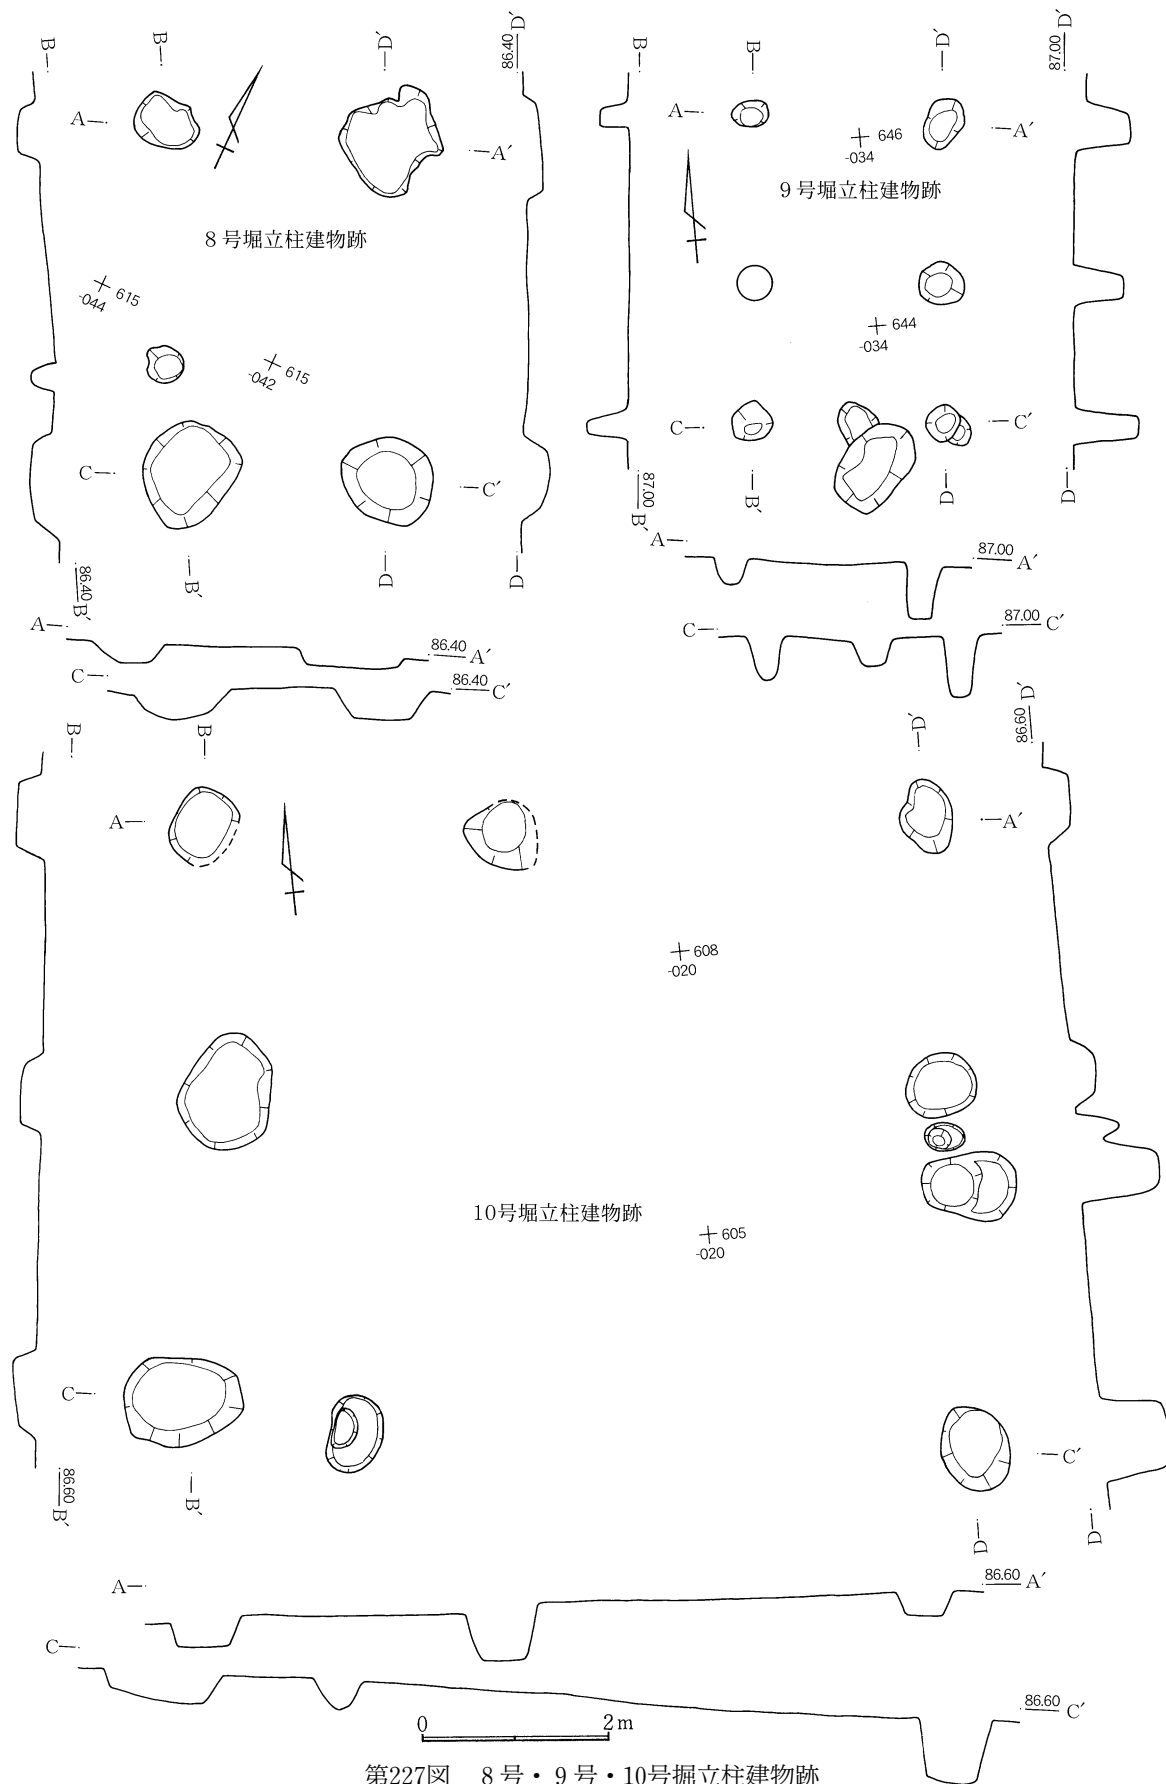 B B D′ 86.40 D′
A A′
8号堀立柱建物跡
615
-044
615
-042
C C′
86.40 B′ B′ D D
A 86.40 A′
C 86.40 C′
B B D′ 87.00 D′
A A′
646
-034
9号堀立柱建物跡
644
-034
C C′
87.00 B′ B′ D D
A 87.00 A′
C 87.00 C′
B B D′ 86.60 D′
A A′
608
-020
10号堀立柱建物跡
605
-020
C C′
86.60 B′ B′ D D
A 86.60 A′
C 86.60 C′
0 2m
第227図 8号・9号・10号掘立柱建物跡